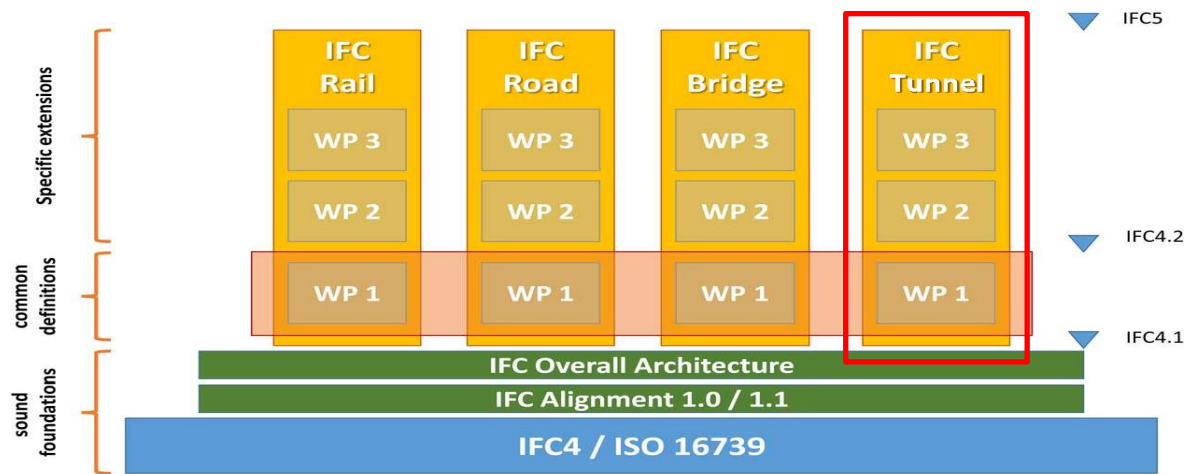 IFC5
IFC
Rail
IFC
Road
IFC
Bridge
IFC
Tunnel
Specific extensions
WP 3
WP 3
WP 3
WP 3
WP 2
WP 2
WP 2
WP 2
IFC4.2
common
definitions
WP 1
WP 1
WP 1
WP 1
IFC4.1
sound
foundations
IFC Overall Architecture
IFC Alignment 1.0 / 1.1
IFC4 / ISO 16739